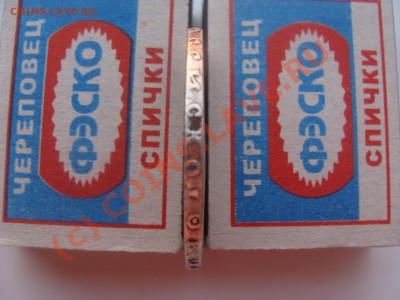 COINS.LAVE.RU
ЧЕРЕПОВЕЦ
ФЭСКО
СПИЧКИ
ЧЕРЕПОВЕЦ
ФЭСКО
СПИЧКИ
(c) COINS.LAVE.RU